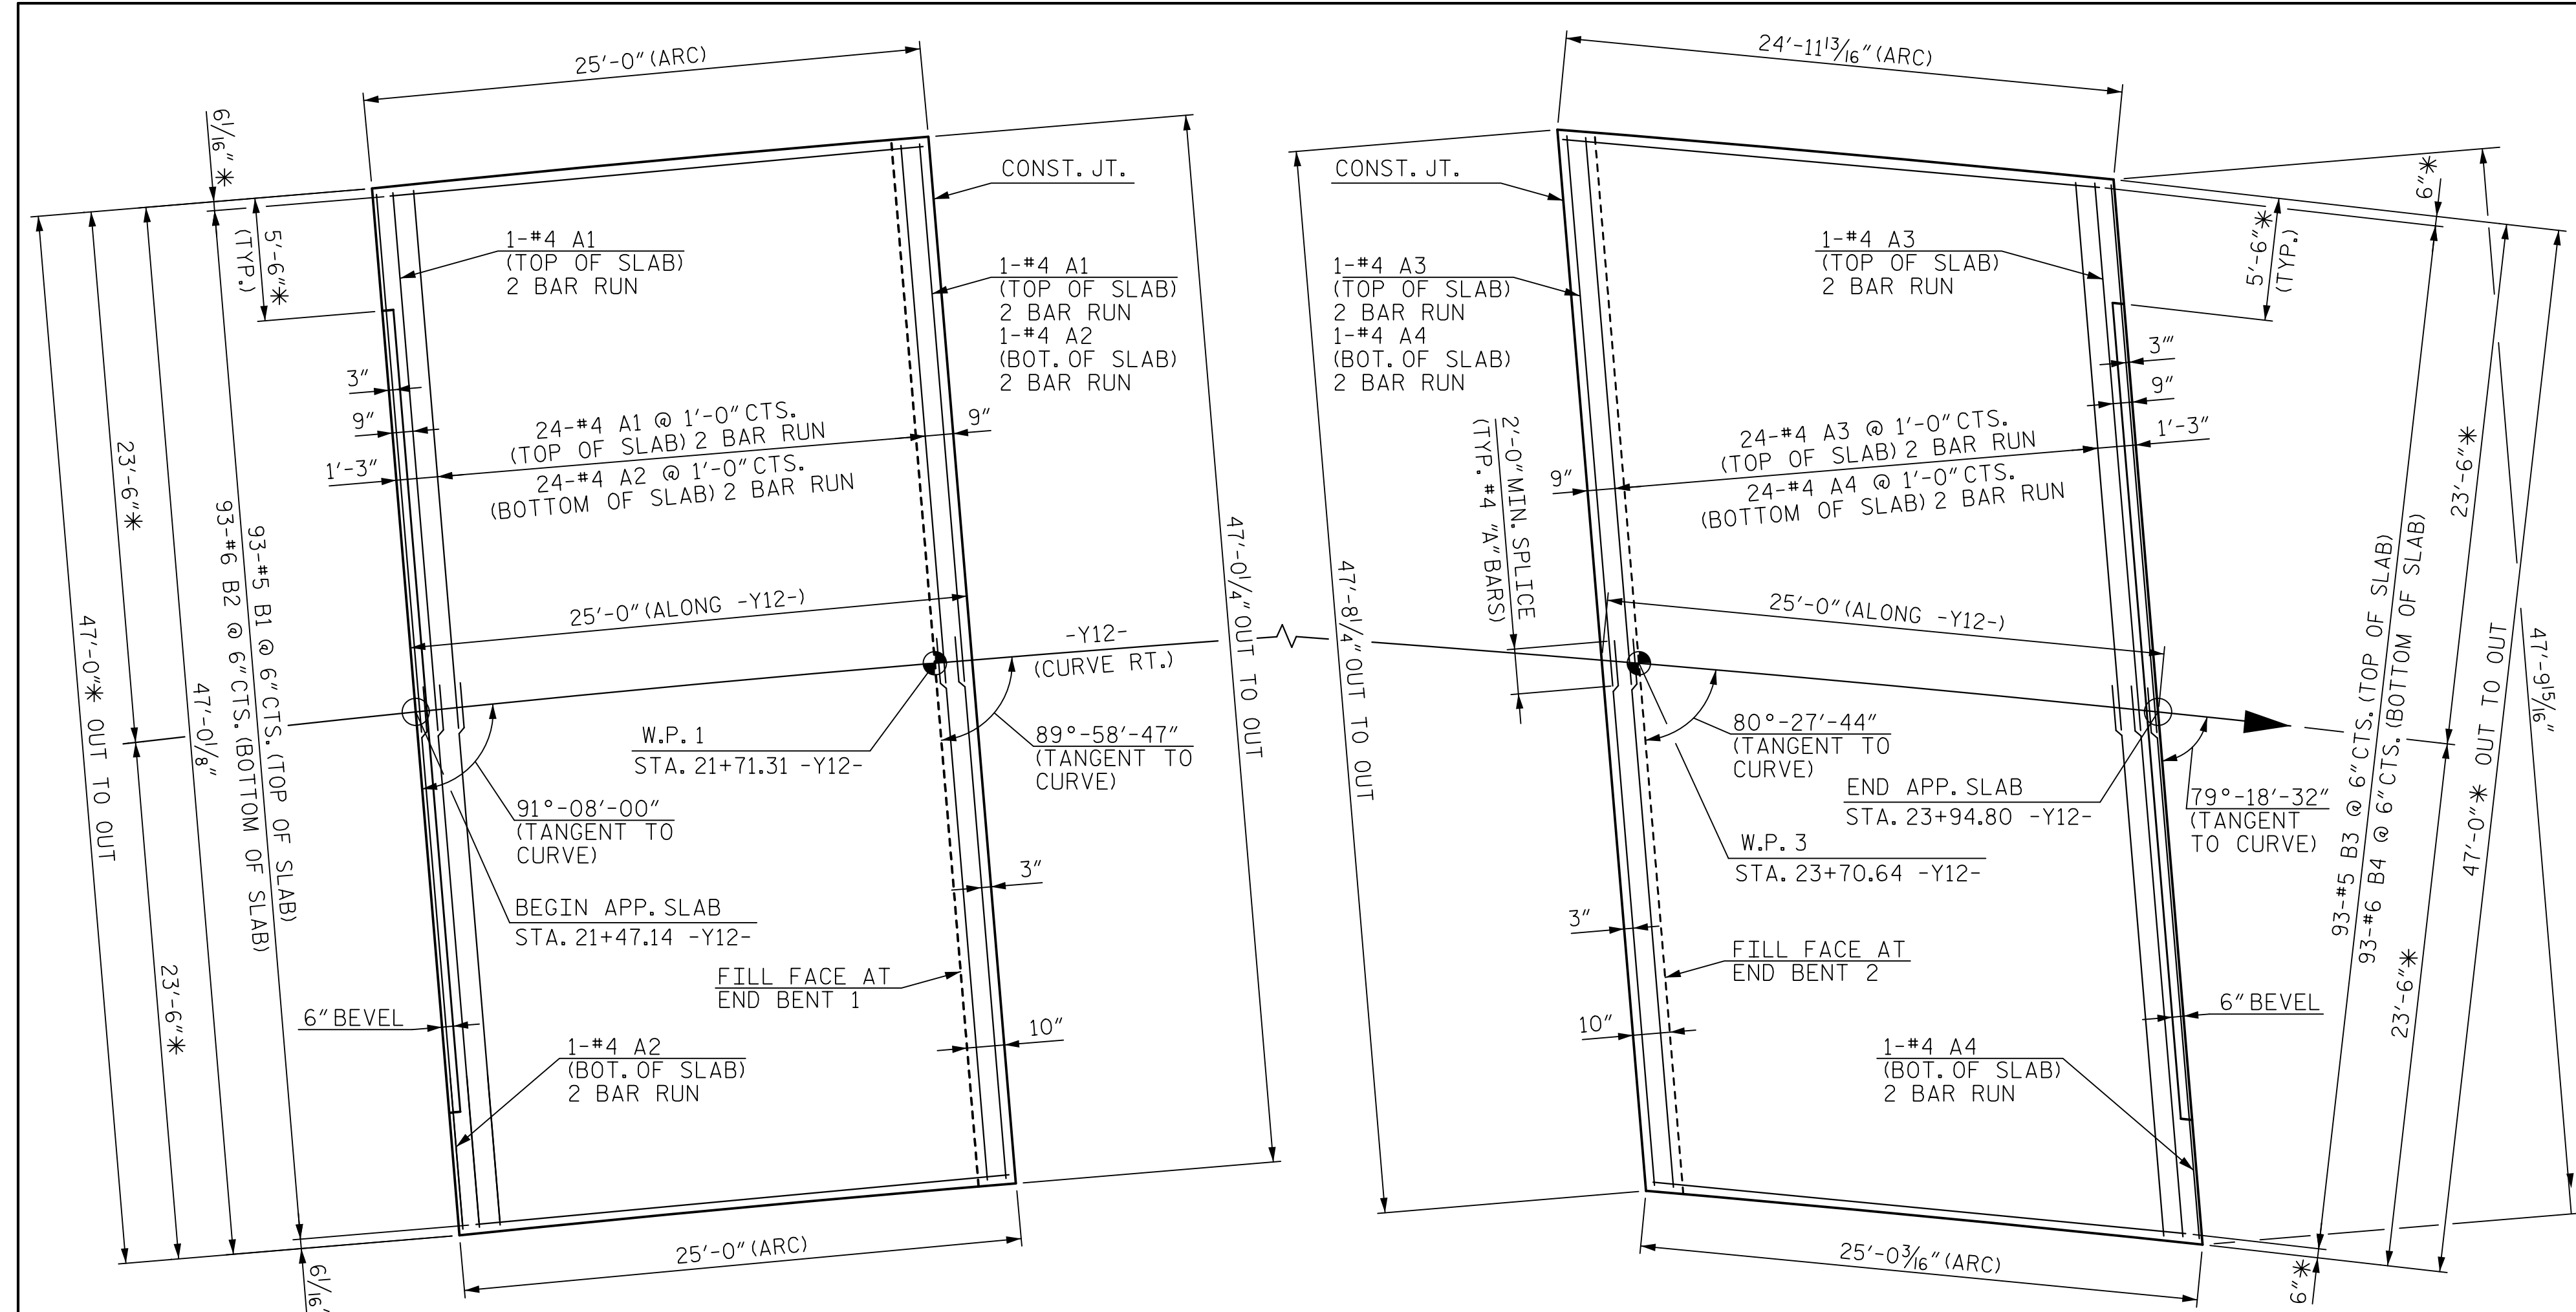 25'-0" (ARC)
6 1/16" *
5'-6" *
(TYP.)
CONST. JT.
1-#4 A1
(TOP OF SLAB)
2 BAR RUN
1-#4 A1
(TOP OF SLAB)
2 BAR RUN
1-#4 A2
(BOT. OF SLAB)
2 BAR RUN
3"
9"
1'-3"
24-#4 A1 @ 1'-0" CTS.
(TOP OF SLAB) 2 BAR RUN
24-#4 A2 @ 1'-0" CTS.
(BOTTOM OF SLAB) 2 BAR RUN
9"
23'-6" *
47'-0" * OUT TO OUT
47'-0 1/8"
93-#5 B1 @ 6" CTS. (TOP OF SLAB)
93-#6 B2 @ 6" CTS. (BOTTOM OF SLAB)
23'-6" *
25'-0" (ALONG -Y12-)
-Y12-
(CURVE RT.)
47'-0 1/4" OUT TO OUT
W.P. 1
STA. 21+71.31 -Y12-
89°-58'-47"
(TANGENT TO
CURVE)
91°-08'-00"
(TANGENT TO
CURVE)
BEGIN APP. SLAB
STA. 21+47.14 -Y12-
3"
FILL FACE AT
END BENT 1
6" BEVEL
10"
1-#4 A2
(BOT. OF SLAB)
2 BAR RUN
25'-0" (ARC)
6 1/16"
24'-11 13/16" (ARC)
CONST. JT.
1-#4 A3
(TOP OF SLAB)
2 BAR RUN
1-#4 A4
(BOT. OF SLAB)
2 BAR RUN
1-#4 A3
(TOP OF SLAB)
2 BAR RUN
6" *
5'-6" *
(TYP.)
3"
9"
1'-3"
24-#4 A3 @ 1'-0" CTS.
(TOP OF SLAB) 2 BAR RUN
24-#4 A4 @ 1'-0" CTS.
(BOTTOM OF SLAB) 2 BAR RUN
9"
2'-0" MIN. SPLICE
(TYP. #4 "A" BARS)
47'-8 1/4" OUT TO OUT
25'-0" (ALONG -Y12-)
23'-6" *
80°-27'-44"
(TANGENT TO
CURVE)
END APP. SLAB
STA. 23+94.80 -Y12-
79°-18'-32"
(TANGENT
TO CURVE)
W.P. 3
STA. 23+70.64 -Y12-
3"
FILL FACE AT
END BENT 2
10"
6" BEVEL
1-#4 A4
(BOT. OF SLAB)
2 BAR RUN
93-#5 B3 @ 6" CTS. (TOP OF SLAB)
93-#6 B4 @ 6" CTS. (BOTTOM OF SLAB)
23'-6" *
47'-0" * OUT TO OUT
47'-9 15/16"
25'-0 3/16" (ARC)
6" *